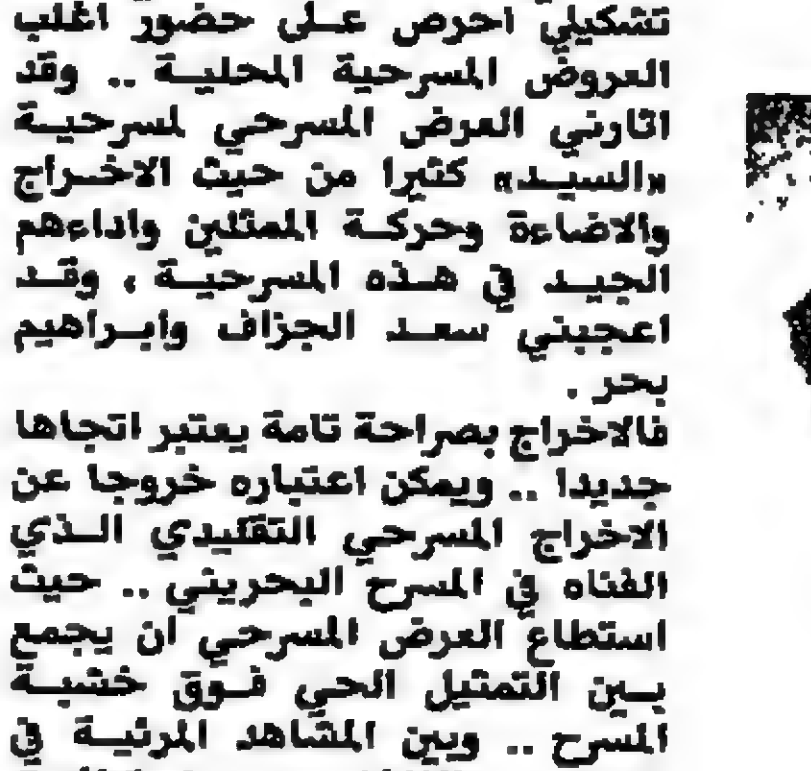 تشكيلي احرص على حضور اغلب
العروض المسرحية المحلية .. وقد
اثارني العرض المسرحي لمسرحية
«السيد» كثيرا من حيث الاخراج
والاضاءة وحركة الممثلين واداءهم
الجيد في هذه المسرحية ، وقد
اعجبني سعد الجزاف وابراهيم
بحر .
فالاخراج بصراحة تامة يعتبر اتجاها
جديدا .. ويمكن اعتباره خروجا عن
الاخراج المسرحي التقليدي الذي
الفناه في المسرح البحريني .. حيث
استطاع العرض المسرحي ان يجمع
بين التمثيل الحي فوق خشبة
المسرح .. وبين المشاهد المرئية في